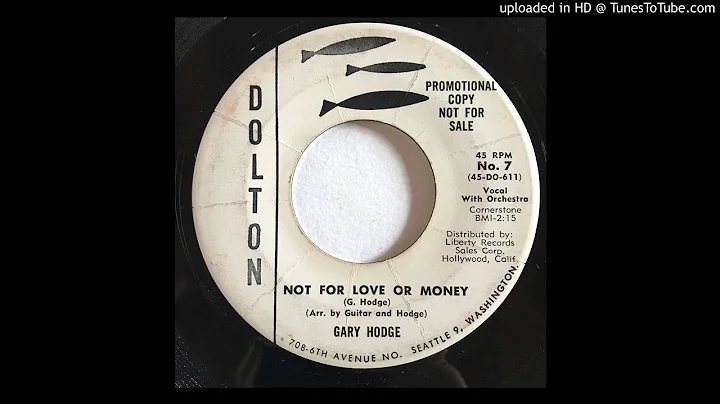 uploaded in HD @ TunesToTube.com
DOLTON
PROMOTIONAL
COPY
NOT FOR
SALE
45 RPM
No. 7
(45-DO-611)
Vocal
With Orchestra
Cornerstone
BMI-2:15
Distributed by:
Liberty Records
Sales Corp.
Hollywood, Calif.
NOT FOR LOVE OR MONEY
(G. Hodge)
(Arr. by Guitar and Hodge)
GARY HODGE
708-6TH AVENUE NO. SEATTLE 9, WASHINGTON.